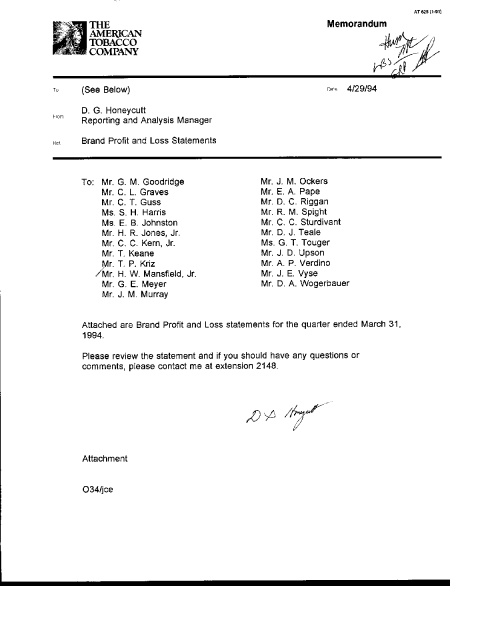 AT 625 (1/91)
THE
AMERICAN
TOBACCO
COMPANY
Memorandum
To (See Below)
Date 4/29/94
From D. G. Honeycutt
Reporting and Analysis Manager
Ref. Brand Profit and Loss Statements
To: Mr. G. M. Goodridge
Mr. C. L. Graves
Mr. C. T. Guss
Ms. S. H. Harris
Ms. E. B. Johnston
Mr. H. R. Jones, Jr.
Mr. C. C. Kern, Jr.
Mr. T. Keane
Mr. T. P. Kriz
/Mr. H. W. Mansfield, Jr.
Mr. G. E. Meyer
Mr. J. M. Murray
Mr. J. M. Ockers
Mr. E. A. Pape
Mr. D. C. Riggan
Mr. R. M. Spight
Mr. C. C. Sturdivant
Mr. D. J. Teale
Ms. G. T. Touger
Mr. J. D. Upson
Mr. A. P. Verdino
Mr. J. E. Vyse
Mr. D. A. Wogerbauer
Attached are Brand Profit and Loss statements for the quarter ended March 31,
1994.
Please review the statement and if you should have any questions or
comments, please contact me at extension 2148.
Attachment
O34/jce